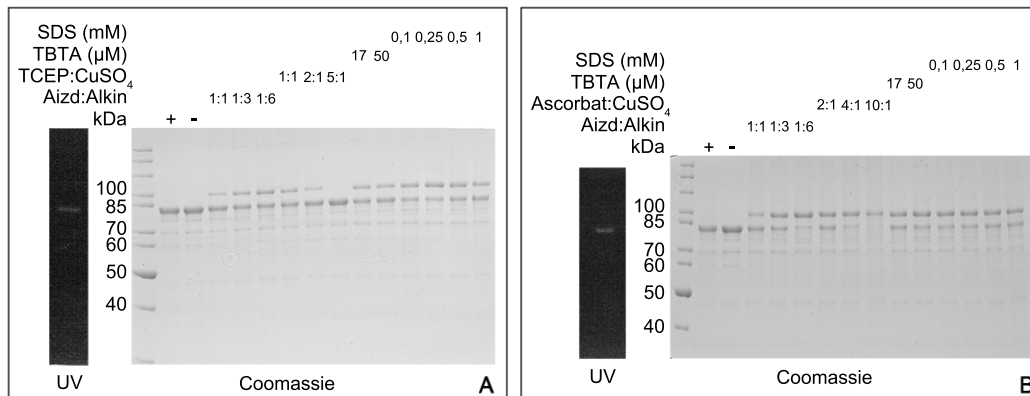 SDS (mM) 0,1 0,25 0,5 1
TBTA (µM) 17 50
TCEP:CuSO4 1:1 2:1 5:1
Aizd:Alkin 1:1 1:3 1:6
kDa + -
100
85
70
60
50
40
UV Coomassie A
SDS (mM) 0,1 0,25 0,5 1
TBTA (µM) 17 50
Ascorbat:CuSO4 2:1 4:1 10:1
Aizd:Alkin 1:1 1:3 1:6
kDa + -
100
85
70
60
50
40
UV Coomassie B